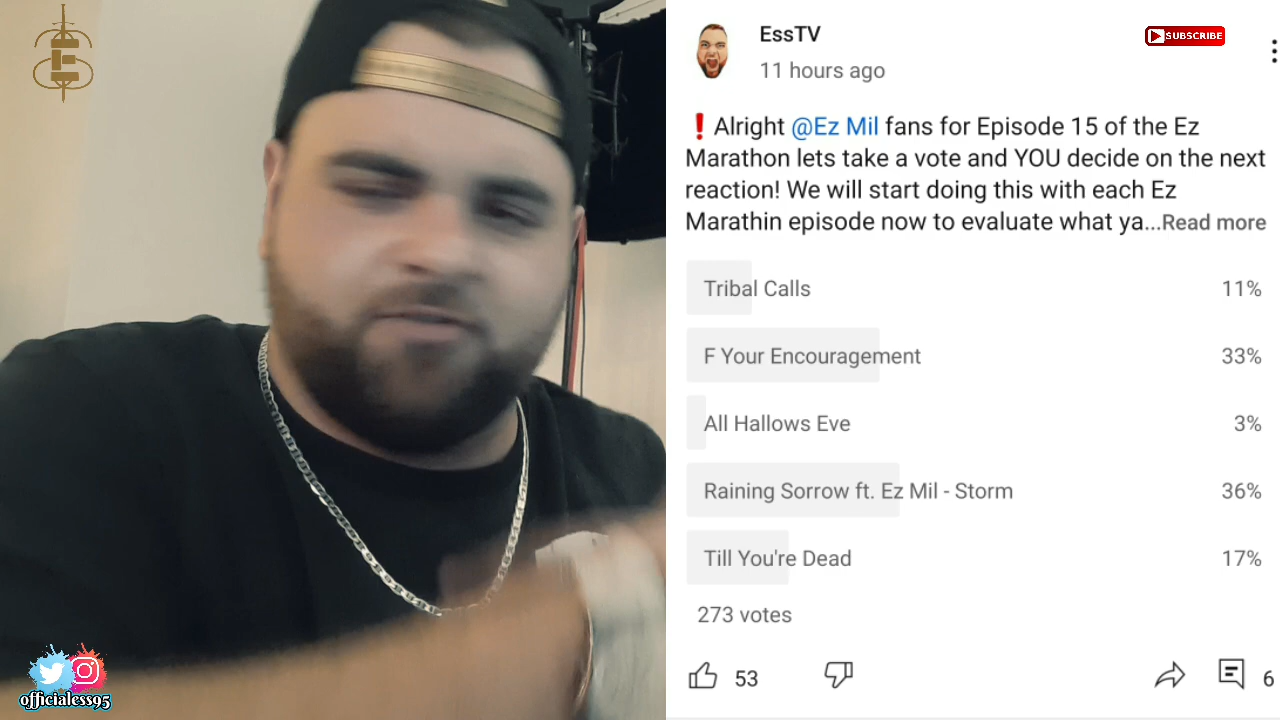 E
EssTV
SUBSCRIBE
11 hours ago
❗Alright @Ez Mil fans for Episode 15 of the Ez
Marathon lets take a vote and YOU decide on the next
reaction! We will start doing this with each Ez
Marathin episode now to evaluate what ya...Read more
Tribal Calls 11%
F Your Encouragement 33%
All Hallows Eve 3%
Raining Sorrow ft. Ez Mil - Storm 36%
Till You're Dead 17%
273 votes
53 6
officialess95